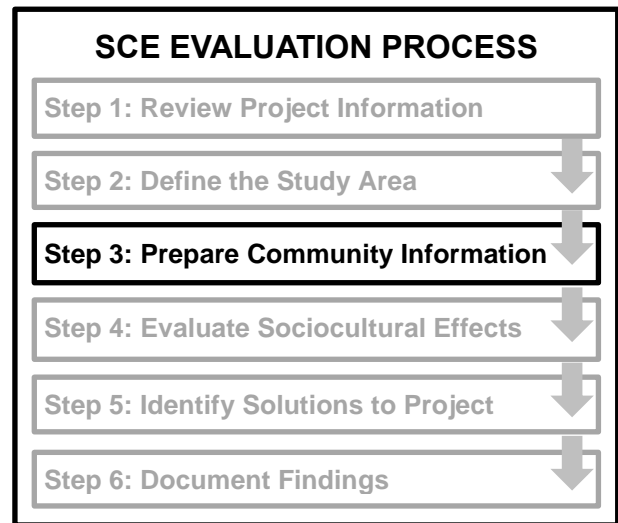 SCE EVALUATION PROCESS
Step 1: Review Project Information
Step 2: Define the Study Area
Step 3: Prepare Community Information
Step 4: Evaluate Sociocultural Effects
Step 5: Identify Solutions to Project
Step 6: Document Findings